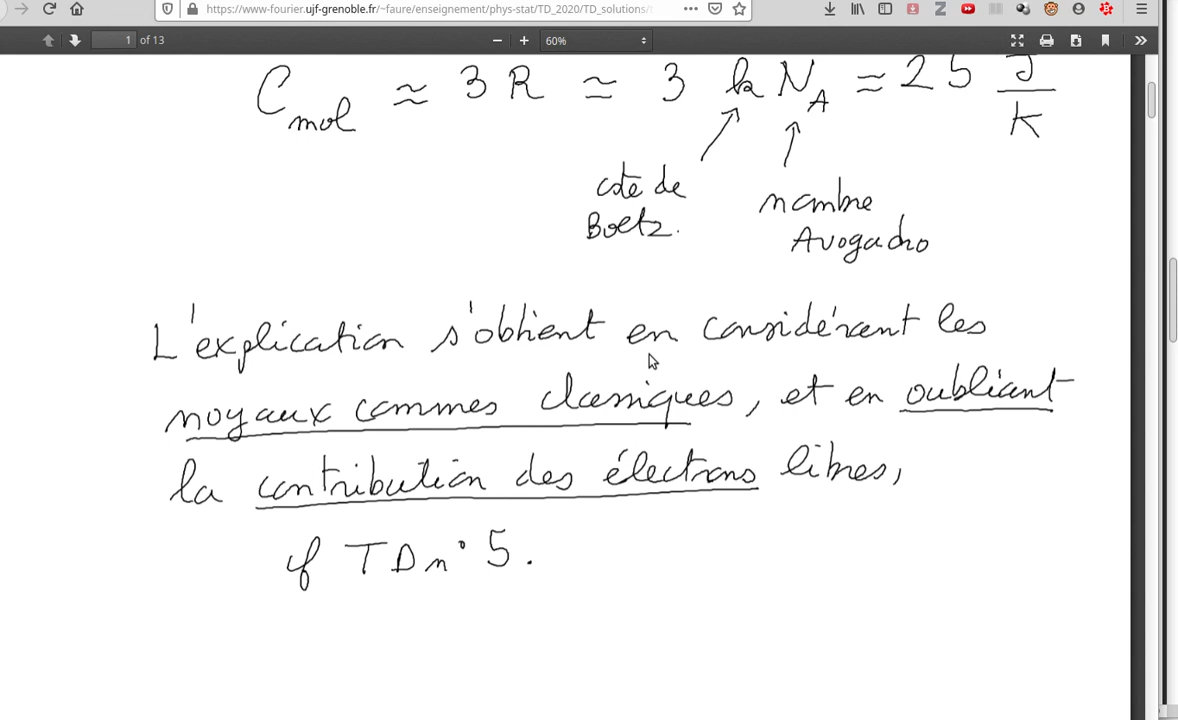 https://www-fourier.ujf-grenoble.fr/~faure/enseignement/phys-stat/TD_2020/TD_solutions/
1 of 13 60%
C_mol ≈ 3 R ≃ 3 k N_A ≃ 25 J/K
cste de
Boltz.
nombre
Avogadro
L'explication s'obtient en considérant les
noyaux commes classiques, et en oubliant
la contribution des électrons libres,
cf TD n° 5.